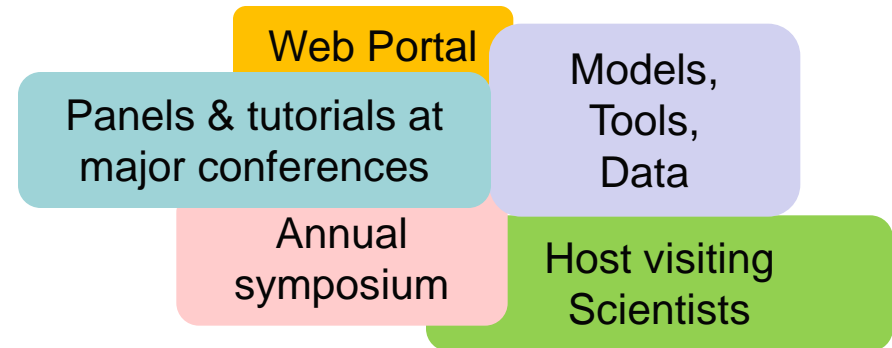 Web Portal
Panels & tutorials at
major conferences
Models,
Tools,
Data
Annual
symposium
Host visiting
Scientists